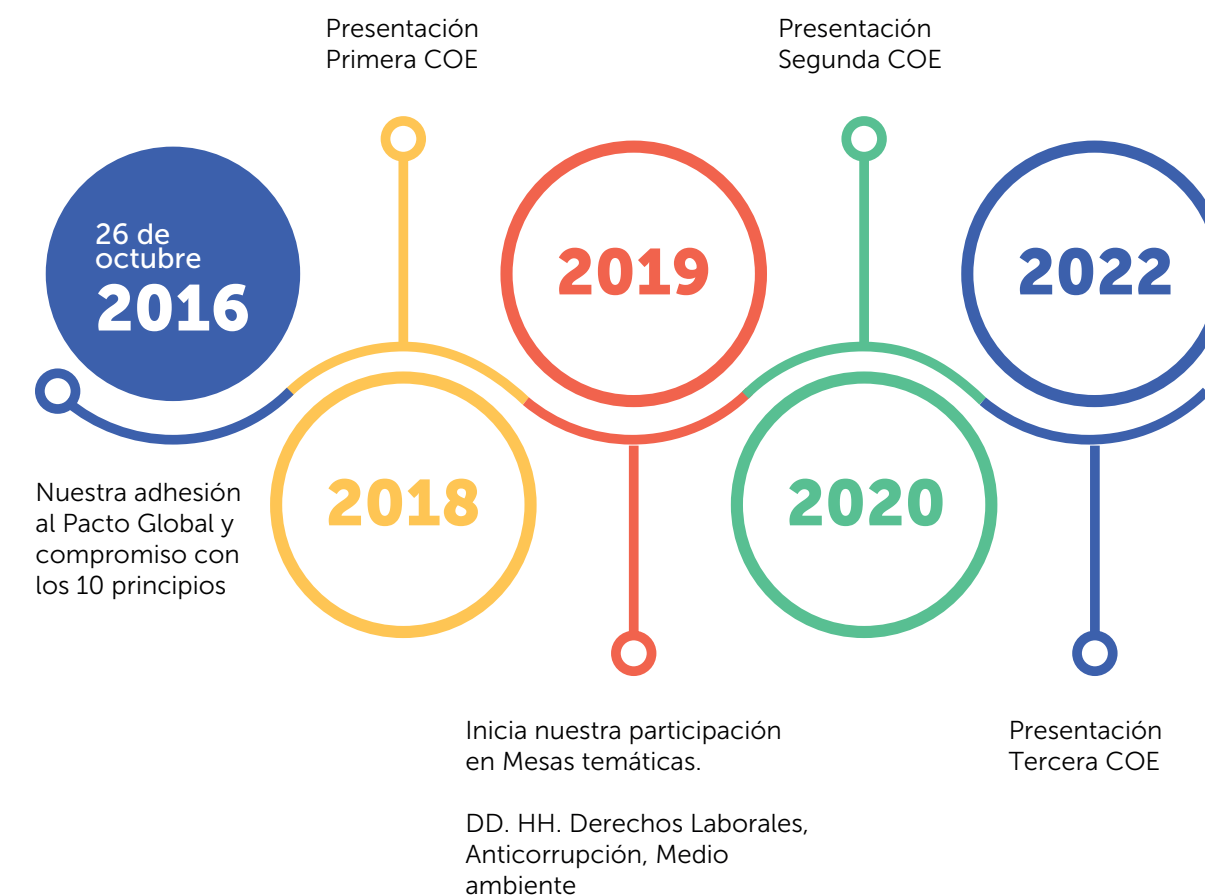 26 de
octubre
2016
Nuestra adhesión
al Pacto Global y
compromiso con
los 10 principios
Presentación
Primera COE
2018
2019
Inicia nuestra participación
en Mesas temáticas.
DD. HH. Derechos Laborales,
Anticorrupción, Medio
ambiente
Presentación
Segunda COE
2020
2022
Presentación
Tercera COE